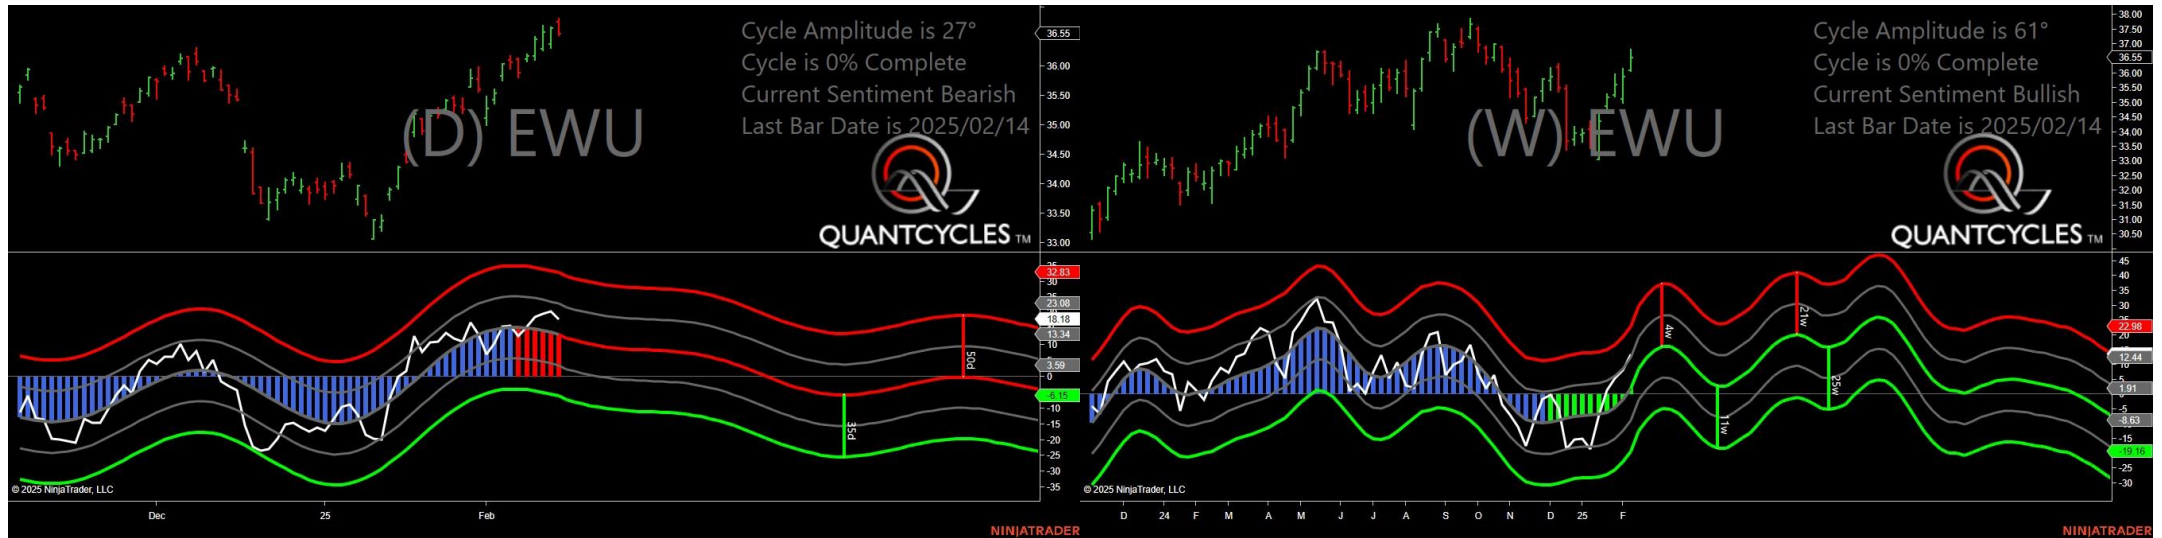 Cycle Amplitude is 27°
Cycle is 0% Complete
Current Sentiment Bearish
Last Bar Date is 2025/02/14
(D) EWU
QUANTCYCLES TM
36.55
36.00
35.50
35.00
34.50
34.00
33.50
33.00
32.83
30
23.08
18.18
13.34
10
3.59
0
-6.15
-10
-15
-20
-25
-30
-35
50d
35d
© 2025 NinjaTrader, LLC
Dec
25
Feb
NINJATRADER
Cycle Amplitude is 61°
Cycle is 0% Complete
Current Sentiment Bullish
Last Bar Date is 2025/02/14
(W) EWU
QUANTCYCLES TM
38.00
37.50
37.00
36.55
36.00
35.50
35.00
34.50
34.00
33.50
33.00
32.50
32.00
31.50
31.00
30.50
45
40
35
30
22.98
12.44
1.91
-5
-8.63
-15
-19.16
-25
-30
4w
11w
21w
25w
© 2025 NinjaTrader, LLC
D 24 F M A M J J A S O N D 25 F
NINJATRADER